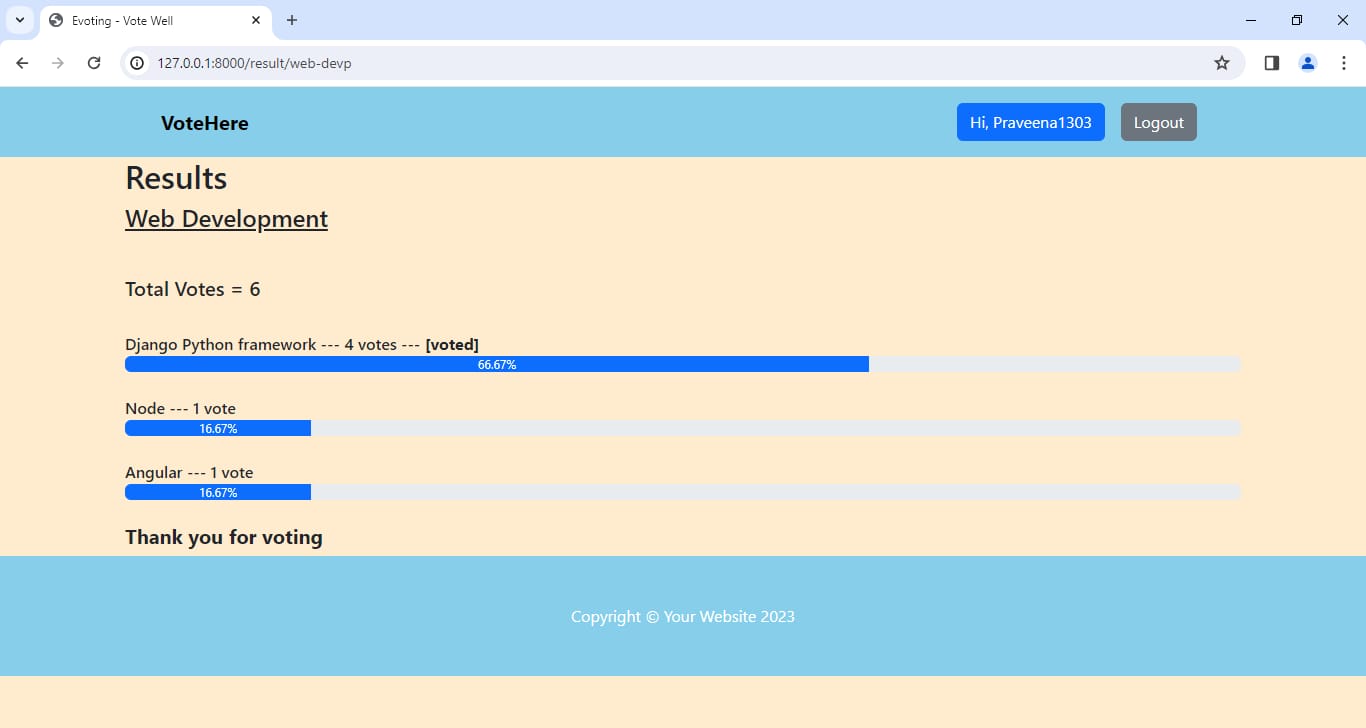 Evoting - Vote Well
127.0.0.1:8000/result/web-devp
VoteHere
Hi, Praveena1303
Logout
Results
Web Development
Total Votes = 6
Django Python framework --- 4 votes --- [voted]
66.67%
Node --- 1 vote
16.67%
Angular --- 1 vote
16.67%
Thank you for voting
Copyright © Your Website 2023